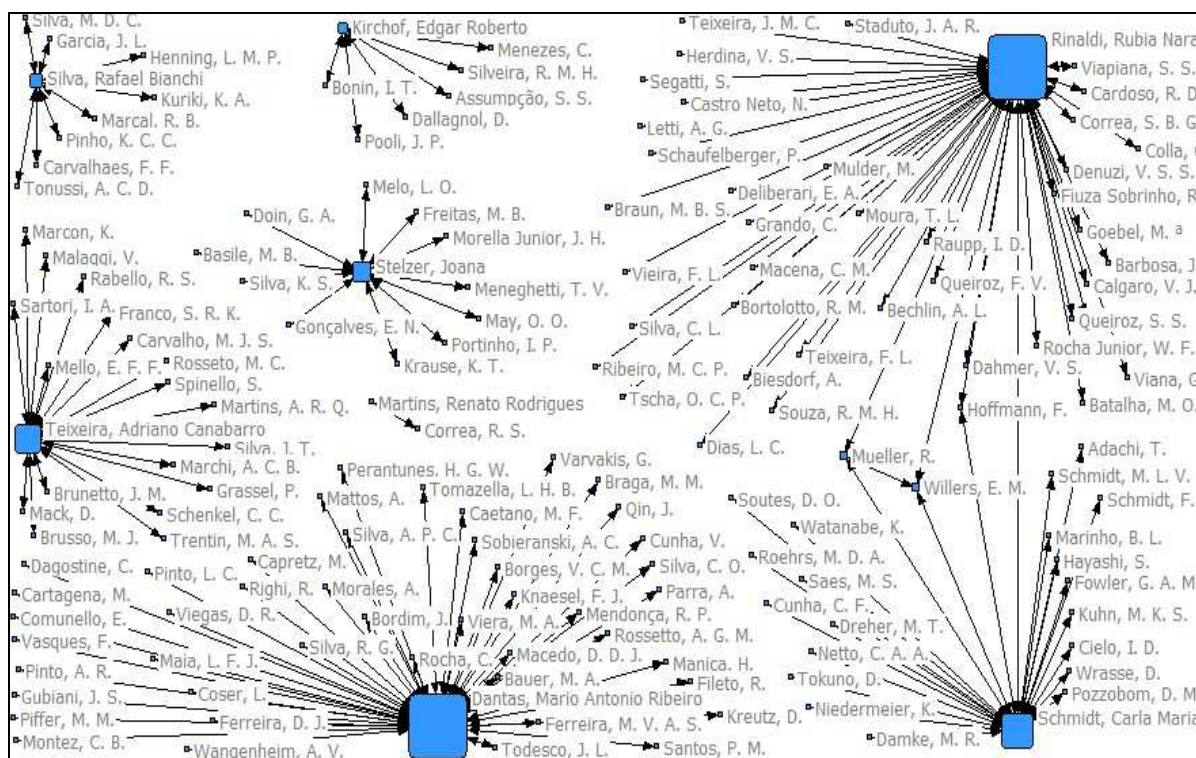 Silva, M. D. C.
Garcia, J. L.
Henning, L. M. P.
Silva, Rafael Bianchi
Kuriki, K. A.
Marcal. R. B.
Pinho, K. C. C.
Carvalhaes, F. F.
Tonussi, A. C. D.
Kirchof, Edgar Roberto
Menezes, C.
Silveira, R. M. H.
Bonin, I. T.
Assumpção, S. S.
Dallagnol, D.
Pooli, J. P.
Melo, L. O.
Doin, G. A.
Freitas, M. B.
Morella Junior, J. H.
Basile, M. B.
Stelzer, Joana
Silva, K. S.
Meneghetti, T. V.
May, O. O.
Gonçalves, E. N.
Portinho, I. P.
Krause, K. T.
Martins, Renato Rodrigues
Correa, R. S.
Marcon, K.
Malaggi, V.
Rabello, R. S.
Sartori, I. A.
Franco, S. R. K.
Carvalho, M. J. S.
Mello, E. F. F.
Rosseto, M. C.
Spinello, S.
Martins, A. R. Q.
Teixeira, Adriano Canabarro
Silva, J. T.
Marchi, A. C. B.
Grassel, P.
Brunetto, J. M.
Mack, D.
Schenkel, C. C.
Brusso, M. J.
Trentin, M. A. S.
Teixeira, J. M. C.
Staduto, J. A. R.
Rinaldi, Rubia Nara
Herdina, V. S.
Viapiana, S. S.
Segatti, S.
Cardoso, R. D
Castro Neto, N.
Correa, S. B. G
Letti, A. G.
Colla,
Schaufelberger, P.
Mulder, M.
Denuzi, V. S. S.
Deliberari, E. A.
Fiuza Sobrinho, R
Braun, M. B. S.
Grando, C.
Moura, T. L.
Goebel, M. ª
Raupp, I. D.
Vieira, F. L.
Macena, C. M.
Barbosa, J
Queiroz, F. V.
Calgaro, V. J.
Bortolotto, R. M.
Bechlin, A. L.
Silva, C. L.
Queiroz, S. S.
Teixeira, F. L.
Rocha Junior, W. F.
Ribeiro, M. C. P.
Biesdorf, A.
Dahmer, V. S.
Viana, G
Tscha, O. C. P.
Souza, R. M. H.
Hoffmann, F.
Batalha, M. O
Dias, L. C.
Mueller, R.
Willers, E. M.
Adachi, T.
Schmidt, M. L. V.
Schmidt, F.
Soutes, D. O.
Watanabe, K.
Marinho, B. L.
Roehrs, M. D. A.
Hayashi, S.
Saes, M. S.
Fowler, G. A. M
Cunha, C. F.
Kuhn, M. K. S.
Dreher, M. T.
Netto, C. A. A.
Cielo, I. D.
Tokuno, D.
Wrasse, D.
Pozzobom, D. M
Niedermeier, K.
Schmidt, Carla Maria
Damke, M. R.
Perantunes, H. G. W.
Varvakis, G.
Mattos, A.
Tomazella, L. H. B.
Braga, M. M.
Caetano, M. F.
Qin, J.
Silva, A. P. C.
Sobieranski, A. C.
Cunha, V.
Dagostine, C.
Pinto, L. C.
Capretz, M.
Borges, V. C. M.
Silva, C. O.
Cartagena, M.
Righi, R.
Morales, A.
Knaesel, F. J.
Parra, A.
Comunello, E.
Viegas, D. R.
Bordim, J.
Viera, M. A.
Mendonça, R. P.
Vasques, F.
Silva, R. G.
Rossetto, A. G. M.
Pinto, A. R.
Maia, L. F. J.
Rocha, C.
Macedo, D. D. J.
Manica. H.
Bauer, M. A.
Fileto, R.
Gubiani, J. S.
Coser, L.
Dantas, Mario Antonio Ribeiro
Piffer, M. M.
Ferreira, D. J.
Ferreira, M. V. A. S.
Kreutz, D.
Montez, C. B.
Wangenheim, A. V.
Todesco, J. L.
Santos, P. M.